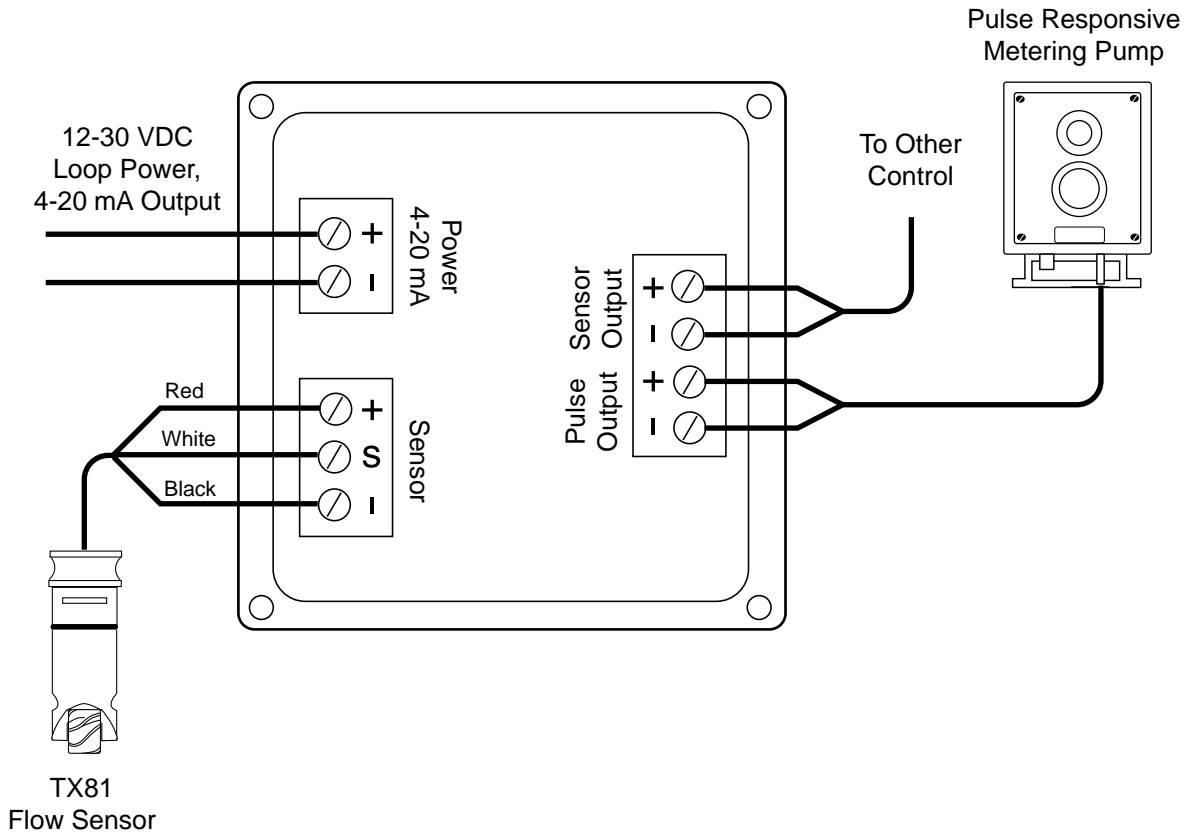 Pulse Responsive
Metering Pump
12-30 VDC
Loop Power,
4-20 mA Output
To Other
Control
+
-
Power
4-20 mA
Sensor
Output
+
-
Pulse
Output
+
-
Red
White
Black
+
S
-
Sensor
TX81
Flow Sensor